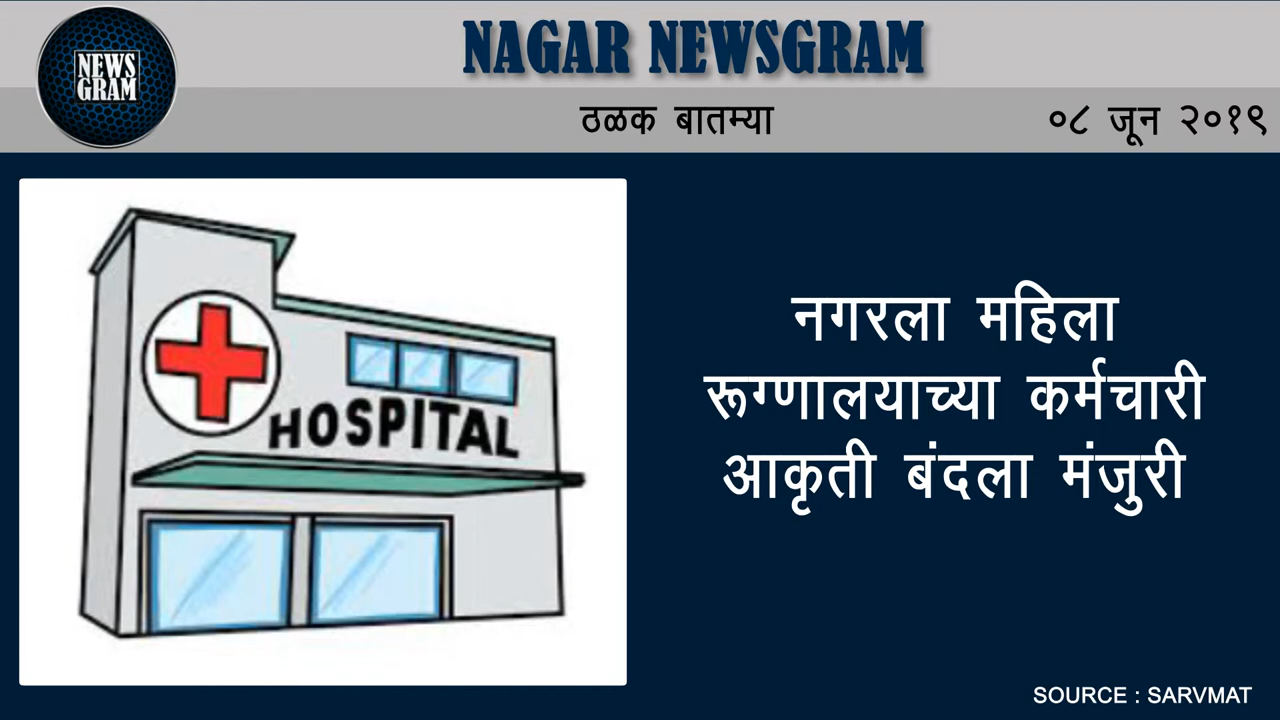 NEWS
GRAM
NAGAR NEWSGRAM
ठळक बातम्या
०८ जून २०१९
HOSPITAL
नगरला महिला
रूग्णालयाच्या कर्मचारी
आकृती बंदला मंजुरी
SOURCE : SARVMAT